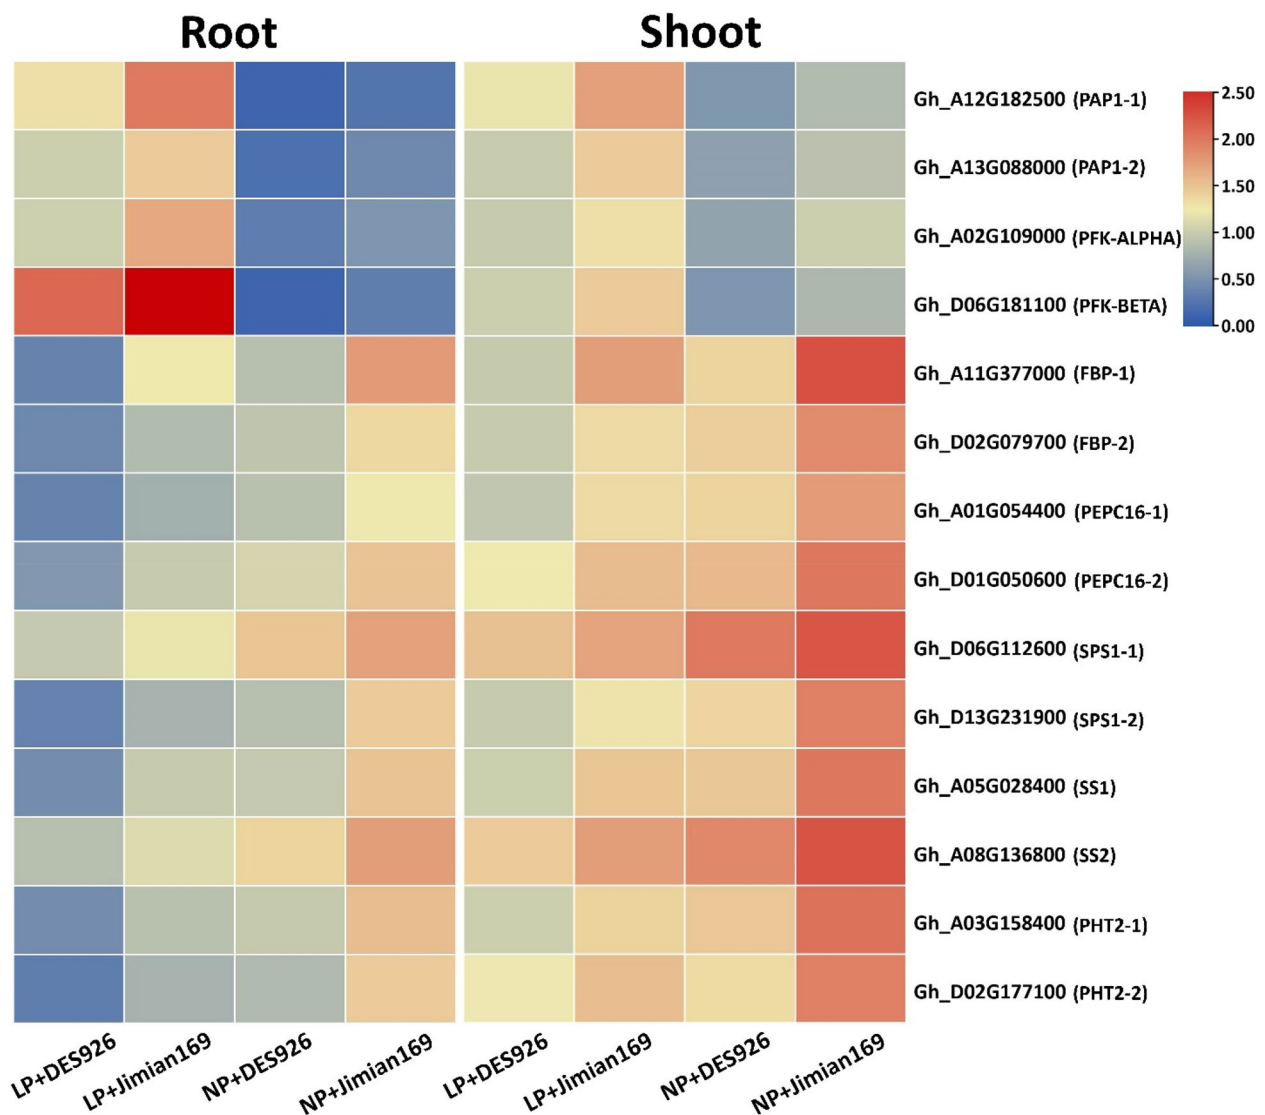 Root Shoot
Gh_A12G182500 (PAP1-1)
Gh_A13G088000 (PAP1-2)
Gh_A02G109000 (PFK-ALPHA)
Gh_D06G181100 (PFK-BETA)
Gh_A11G377000 (FBP-1)
Gh_D02G079700 (FBP-2)
Gh_A01G054400 (PEPC16-1)
Gh_D01G050600 (PEPC16-2)
Gh_D06G112600 (SPS1-1)
Gh_D13G231900 (SPS1-2)
Gh_A05G028400 (SS1)
Gh_A08G136800 (SS2)
Gh_A03G158400 (PHT2-1)
Gh_D02G177100 (PHT2-2)
2.50
2.00
1.50
1.00
0.50
0.00
LP+DES926
LP+Jimian169
NP+DES926
NP+Jimian169
LP+DES926
LP+Jimian169
NP+DES926
NP+Jimian169